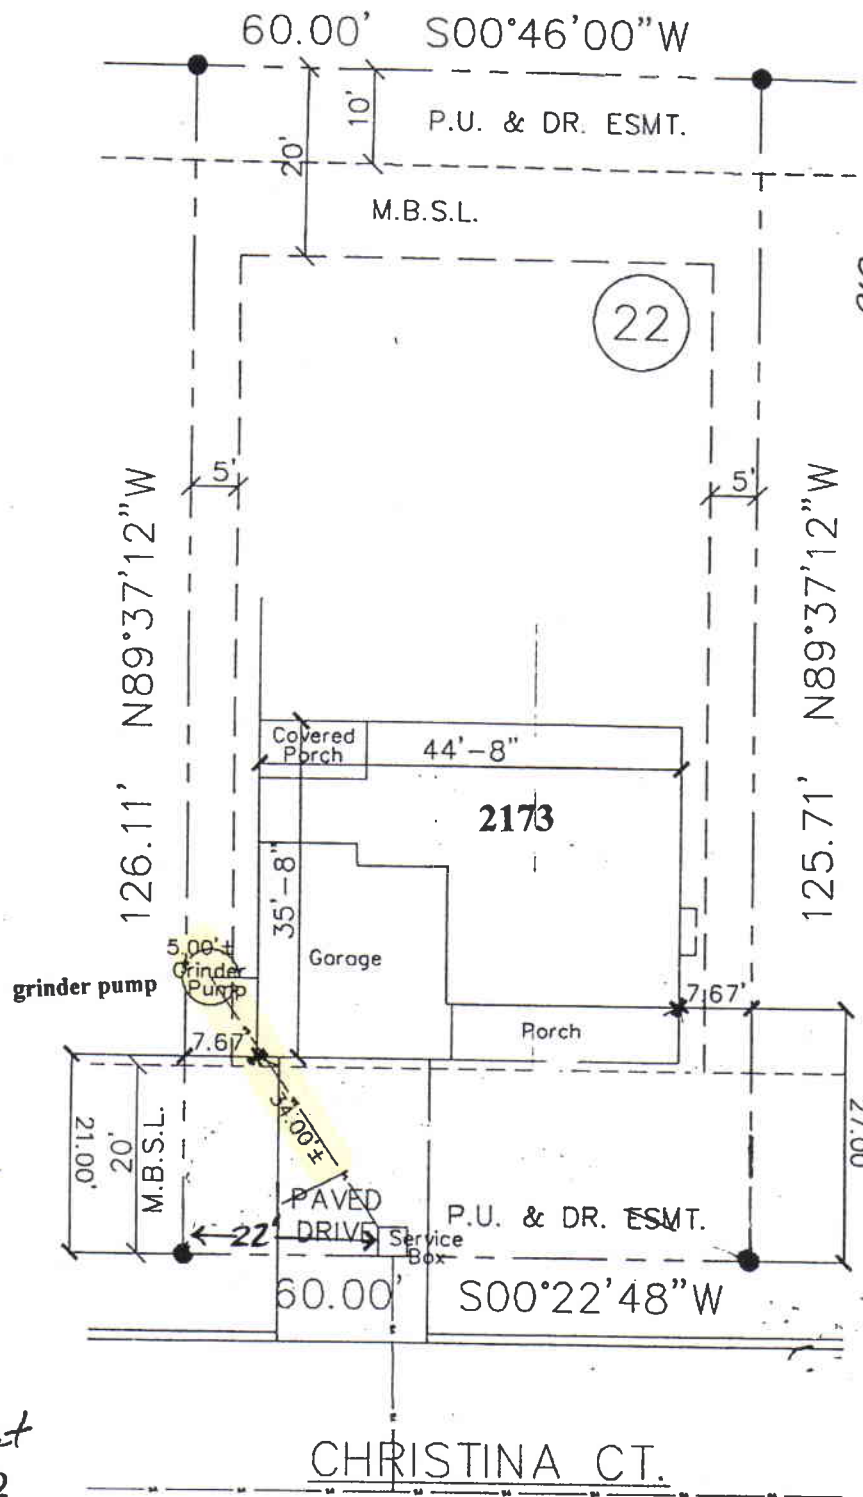 60.00' S00°46'00"W
10'
20'
P.U. & DR. ESMT.
M.B.S.L.
22
5'
5'
126.11' N89°37'12"W
125.71' N89°37'12"W
Covered
Porch
44'-8"
2173
35'-8"
Garage
5.00'±
Grinder
Pump
grinder pump
7.67'
7.67'
Porch
34.00'±
21.00'
20'
M.B.S.L.
27.00'
PAVED
DRIVE
22'
Service
Box
P.U. & DR. ESMT.
60.00' S00°22'48"W
CHRISTINA CT.